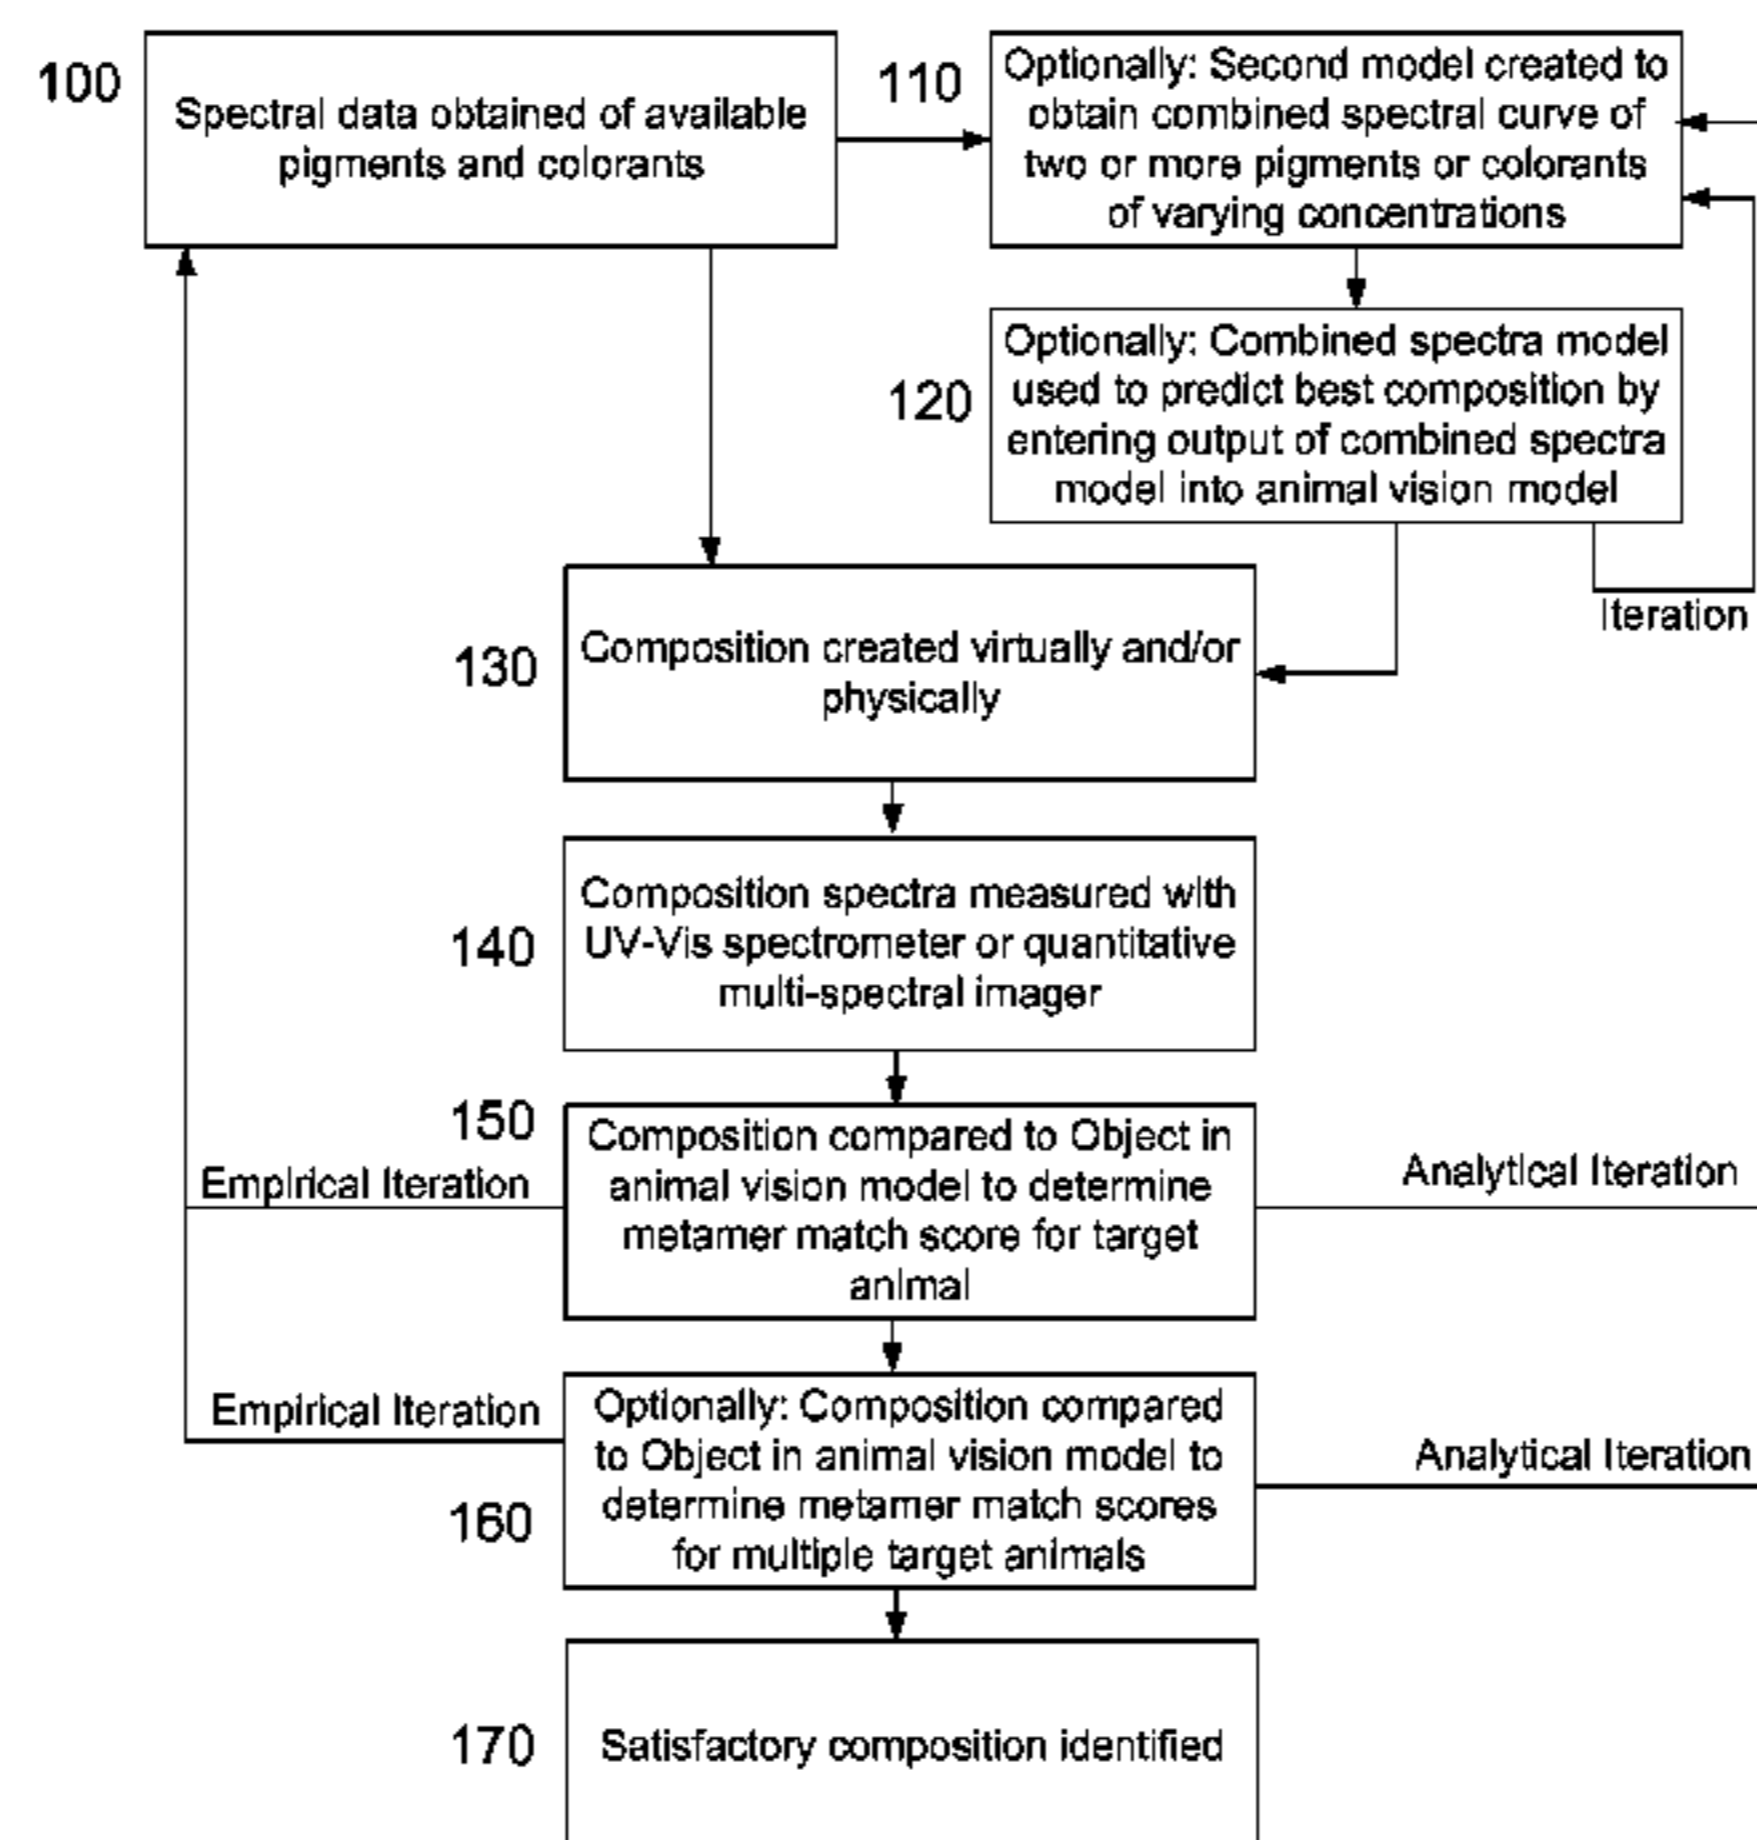 100
Spectral data obtained of available
pigments and colorants
110
Optionally: Second model created to
obtain combined spectral curve of
two or more pigments or colorants
of varying concentrations
120
Optionally: Combined spectra model
used to predict best composition by
entering output of combined spectra
model into animal vision model
Iteration
130
Composition created virtually and/or
physically
140
Composition spectra measured with
UV-Vis spectrometer or quantitative
multi-spectral imager
150
Composition compared to Object in
animal vision model to determine
metamer match score for target
animal
Empirical Iteration
Analytical Iteration
Empirical Iteration
Optionally: Composition compared
to Object in animal vision model to
determine metamer match scores
for multiple target animals
Analytical Iteration
160
170
Satisfactory composition identified